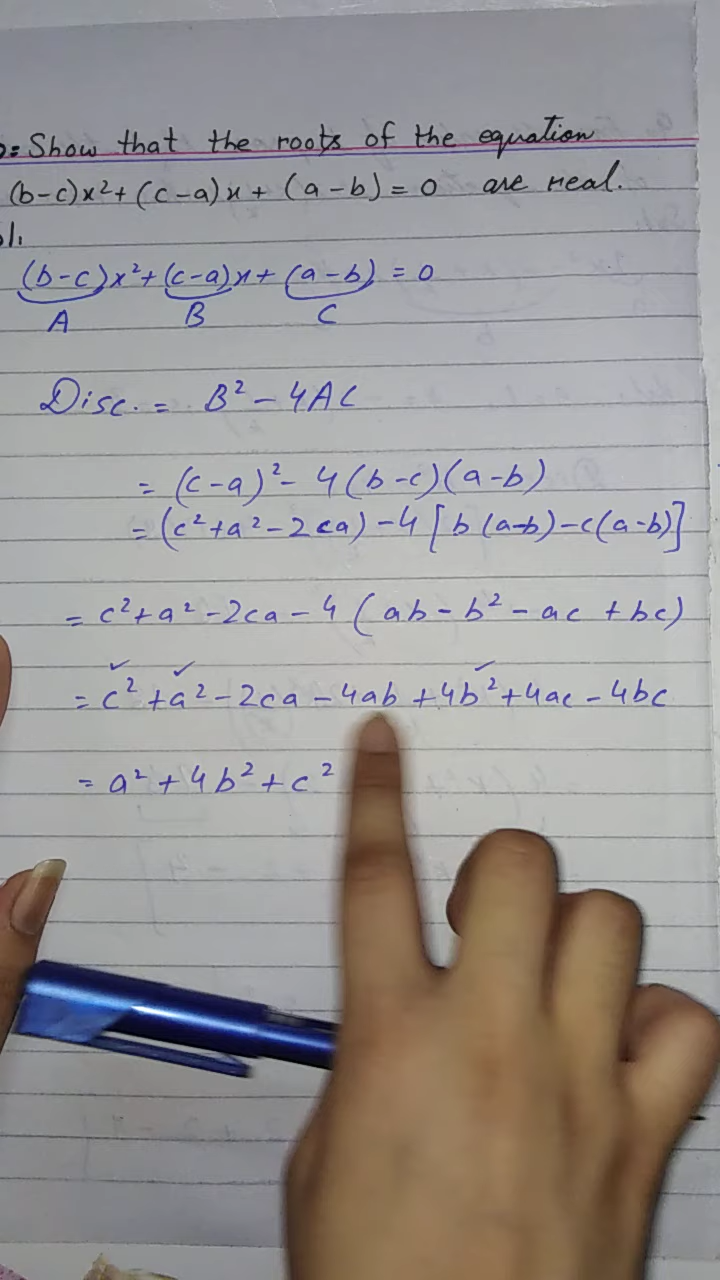 = Show that the roots of the equation
(b-c)x²+(c-a)x+(a-b)=0 are real.
(b-c)x²+(c-a)x+(a-b)=0
A B C
Disc. = B²-4AC
= (c-a)²-4(b-c)(a-b)
= (c²+a²-2ca)-4[b(a-b)-c(a-b)]
= c²+a²-2ca-4(ab-b²-ac+bc)
= c²+a²-2ca-4ab+4b²+4ac-4bc
= a²+4b²+c²